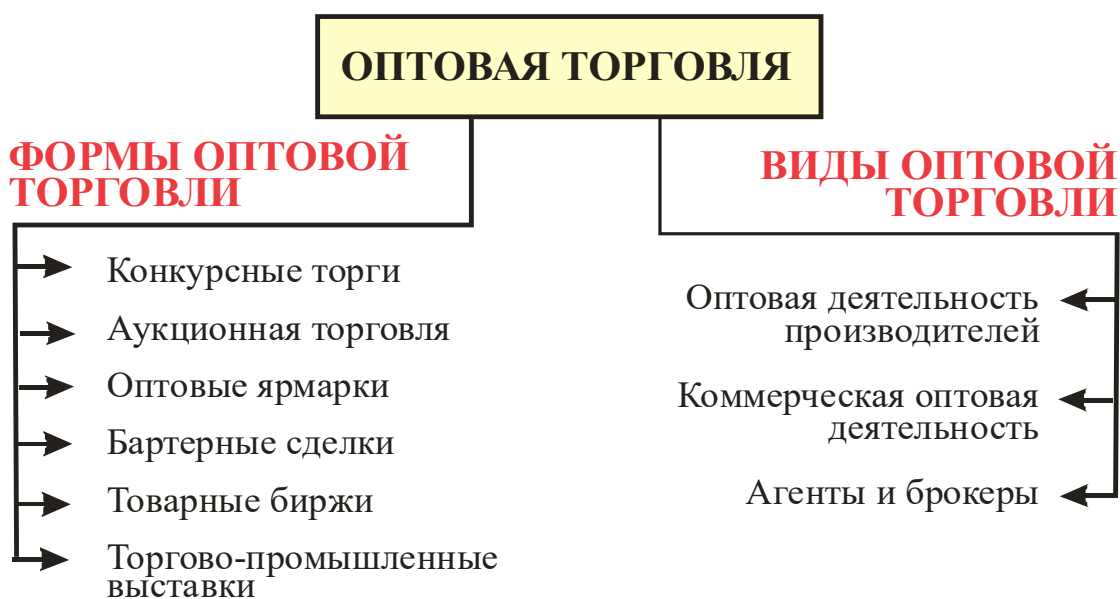 ОПТОВАЯ ТОРГОВЛЯ
ФОРМЫ ОПТОВОЙ
ТОРГОВЛИ
Конкурсные торги
Аукционная торговля
Оптовые ярмарки
Бартерные сделки
Товарные биржи
Торгово-промышленные
выставки
ВИДЫ ОПТОВОЙ
ТОРГОВЛИ
Оптовая деятельность
производителей
Коммерческая оптовая
деятельность
Агенты и брокеры